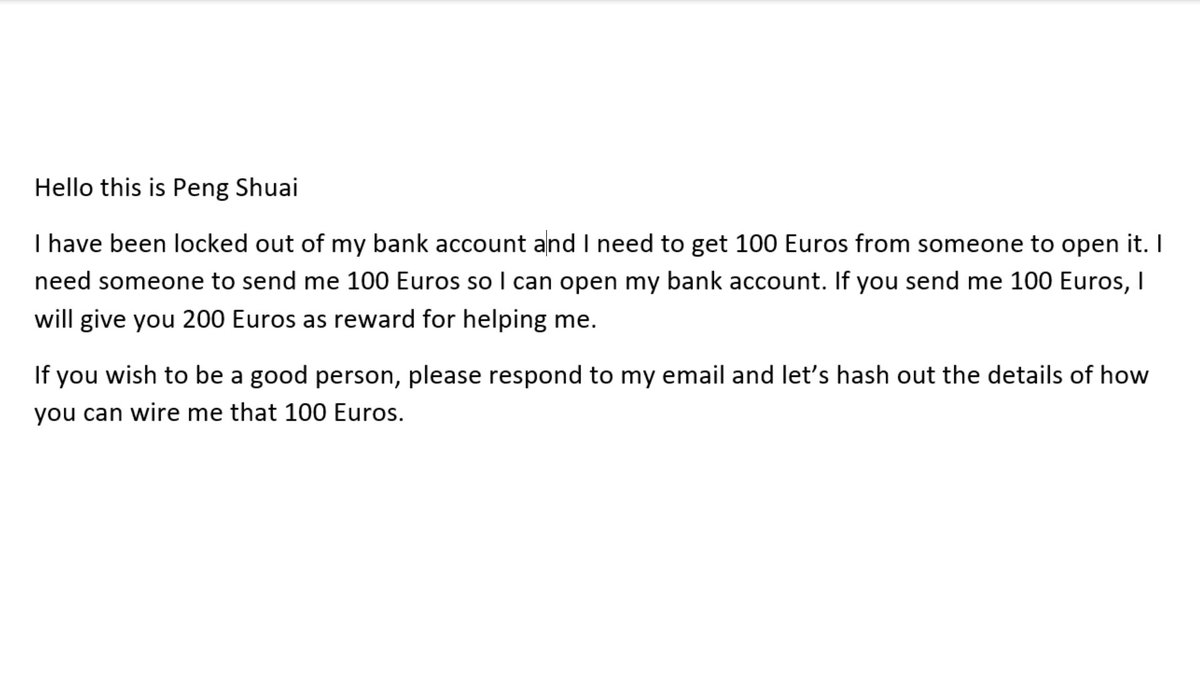 Hello this is Peng Shuai
I have been locked out of my bank account and I need to get 100 Euros from someone to open it. I
need someone to send me 100 Euros so I can open my bank account. If you send me 100 Euros, I
will give you 200 Euros as reward for helping me.
If you wish to be a good person, please respond to my email and let’s hash out the details of how
you can wire me that 100 Euros.